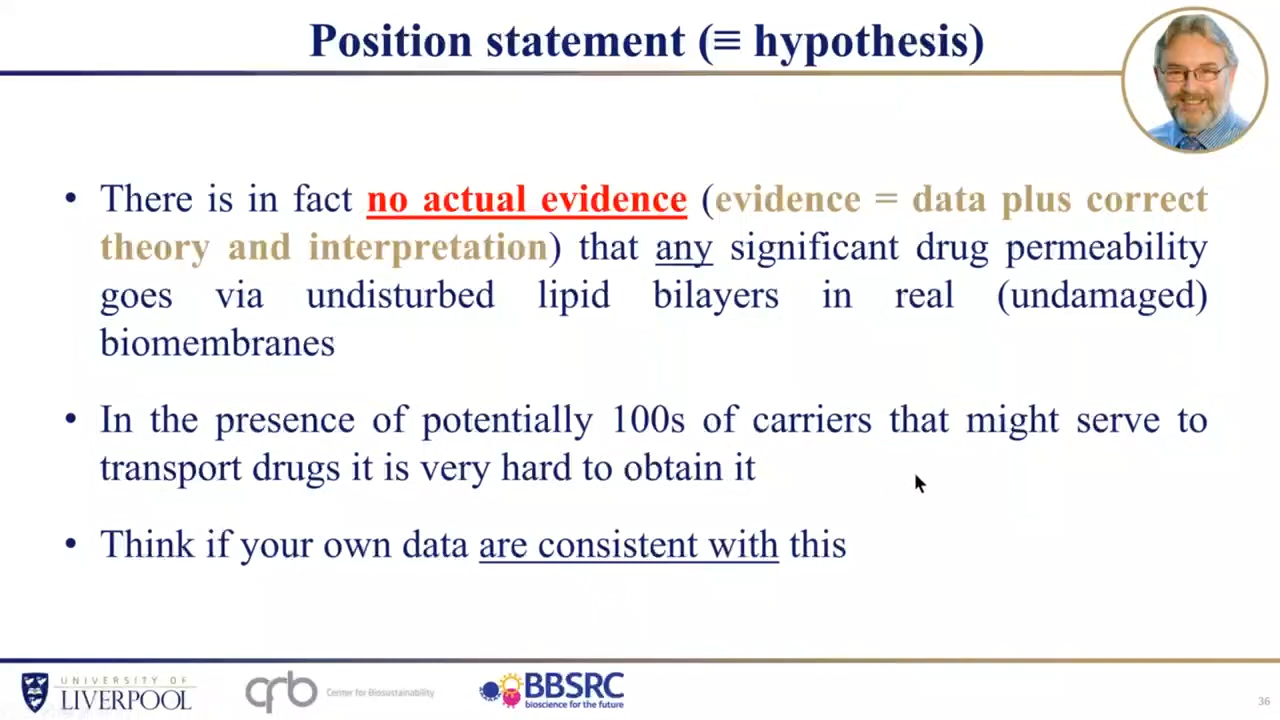 Position statement (≡ hypothesis)
• There is in fact no actual evidence (evidence = data plus correct
theory and interpretation) that any significant drug permeability
goes via undisturbed lipid bilayers in real (undamaged)
biomembranes
• In the presence of potentially 100s of carriers that might serve to
transport drugs it is very hard to obtain it
• Think if your own data are consistent with this
UNIVERSITY OF
LIVERPOOL
Center for Biosustainability
BBSRC
bioscience for the future
36